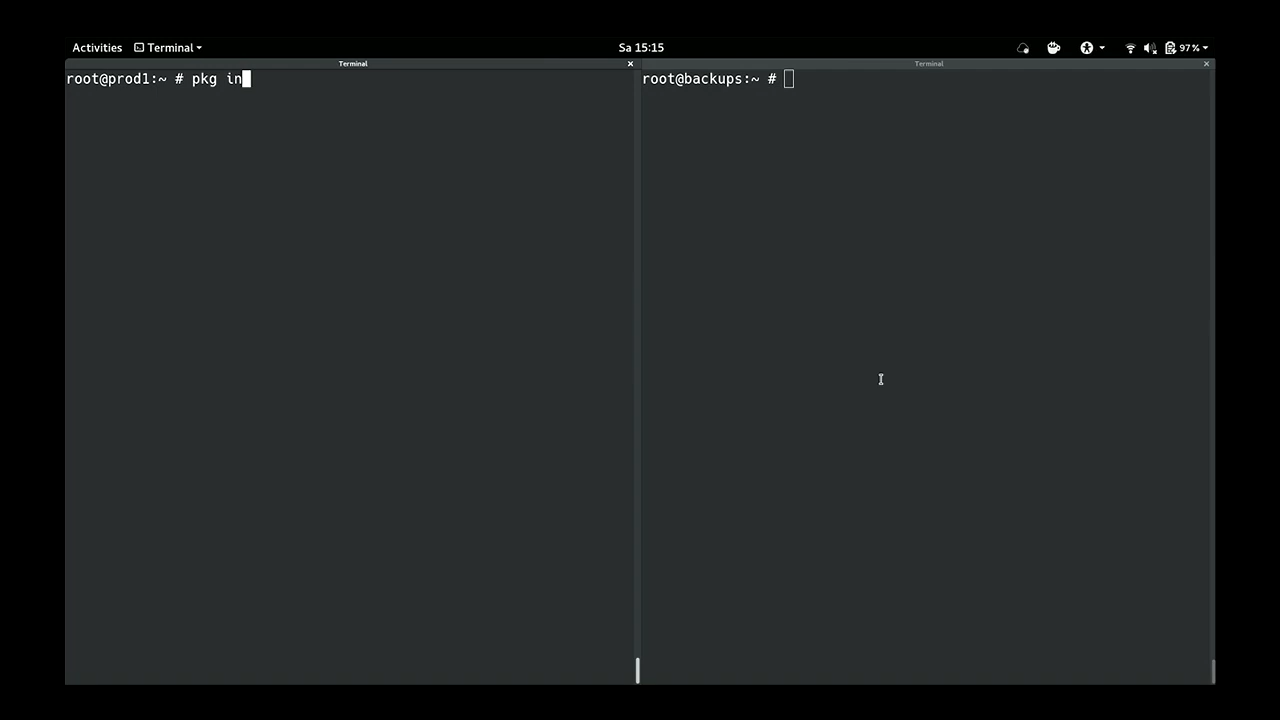 Activities Terminal Sa 15:15 97%
Terminal Terminal
root@prod1:~ # pkg in
root@backups:~ #